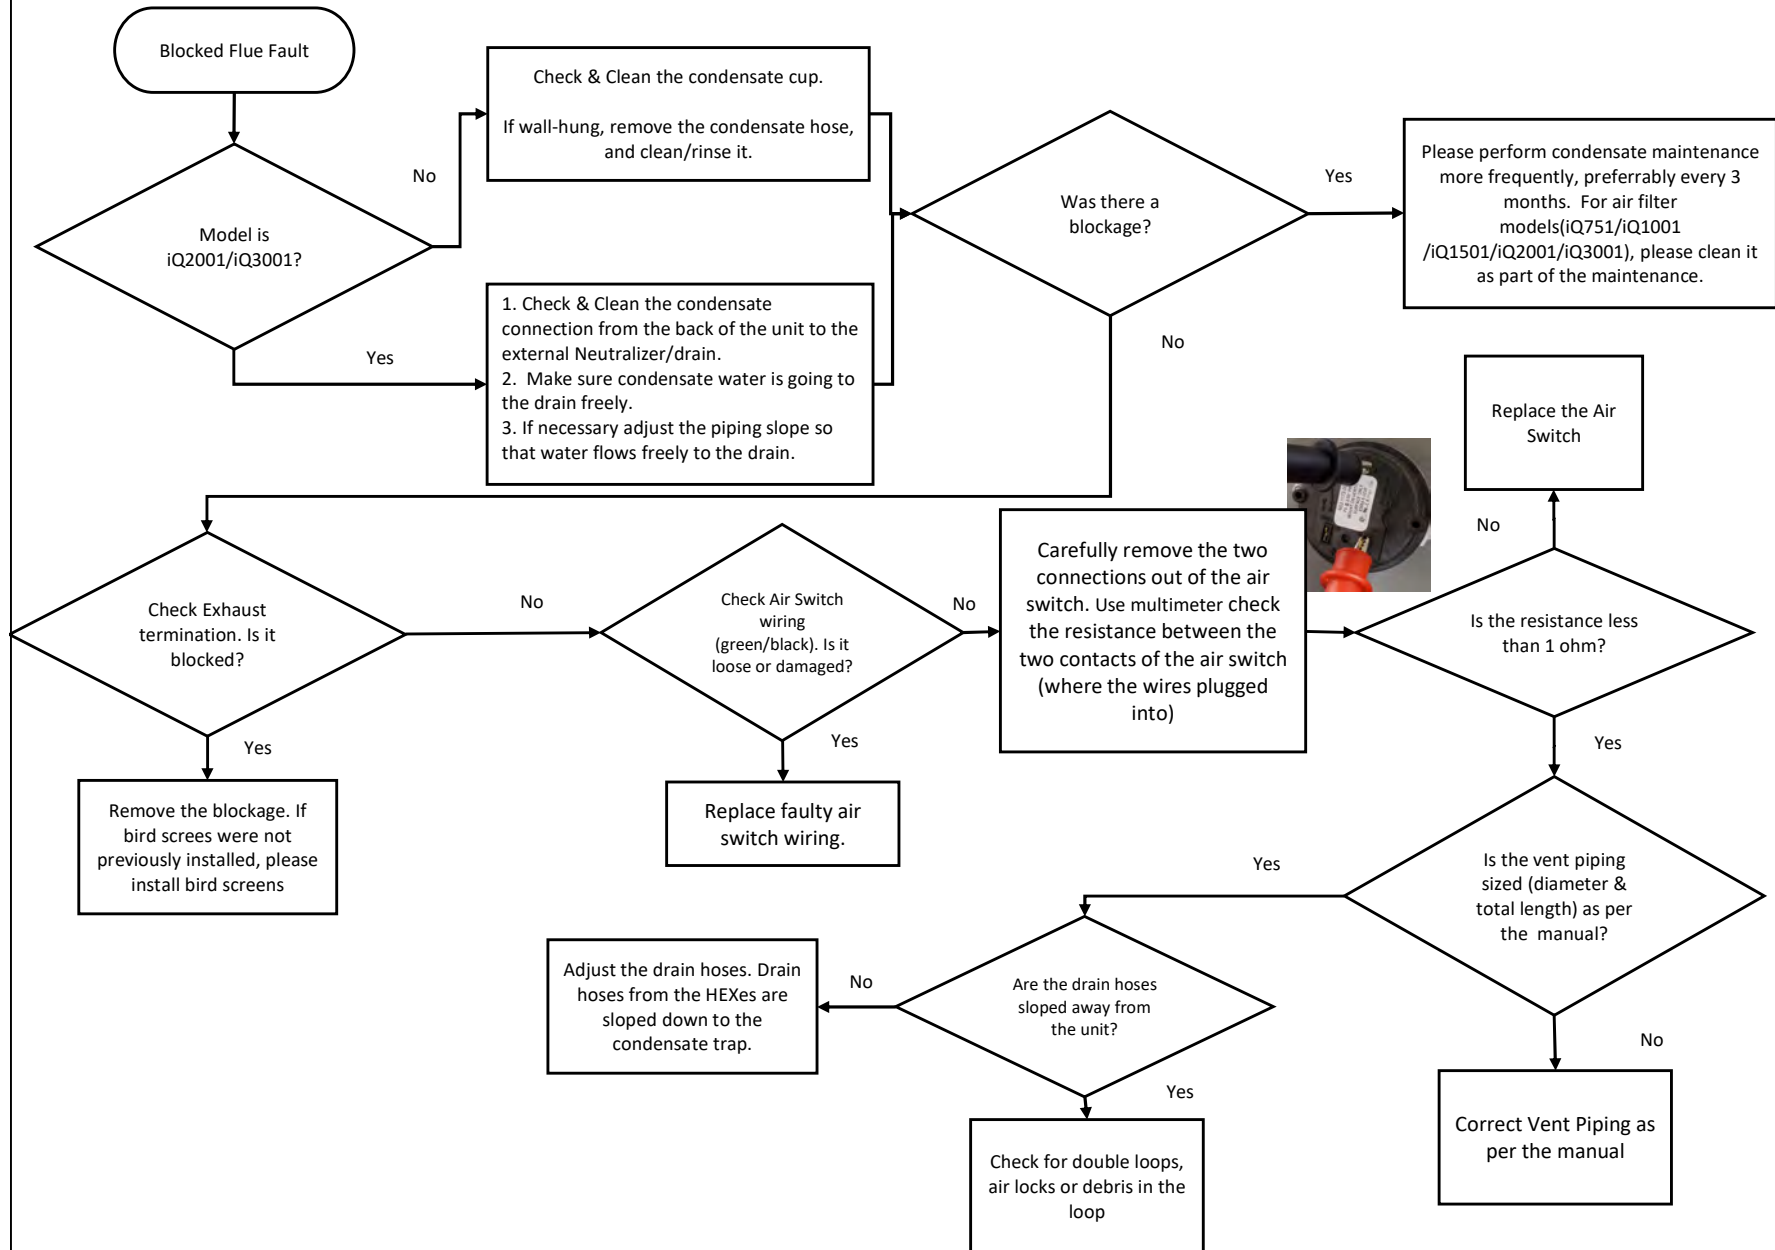 Blocked Flue Fault
Model is
iQ2001/iQ3001?
No
Yes
Check & Clean the condensate cup.
If wall-hung, remove the condensate hose,
and clean/rinse it.
1. Check & Clean the condensate
connection from the back of the unit to the
external Neutralizer/drain.
2.  Make sure condensate water is going to
the drain freely.
3. If necessary adjust the piping slope so
that water flows freely to the drain.
Was there a
blockage?
Yes
No
Please perform condensate maintenance
more frequently, preferrably every 3
months.  For air filter
models(iQ751/iQ1001
/iQ1501/iQ2001/iQ3001), please clean it
as part of the maintenance.
Check Exhaust
termination. Is it
blocked?
No
Yes
Remove the blockage. If
bird screes were not
previously installed, please
install bird screens
Check Air Switch
wiring
(green/black). Is it
loose or damaged?
No
Yes
Replace faulty air
switch wiring.
Carefully remove the two
connections out of the air
switch. Use multimeter check
the resistance between the
two contacts of the air switch
(where the wires plugged
into)
Is the resistance less
than 1 ohm?
No
Replace the Air
Switch
Yes
Is the vent piping
sized (diameter &
total length) as per
the  manual?
Yes
No
Correct Vent Piping as
per the manual
Are the drain hoses
sloped away from
the unit?
No
Adjust the drain hoses. Drain
hoses from the HEXes are
sloped down to the
condensate trap.
Yes
Check for double loops,
air locks or debris in the
loop